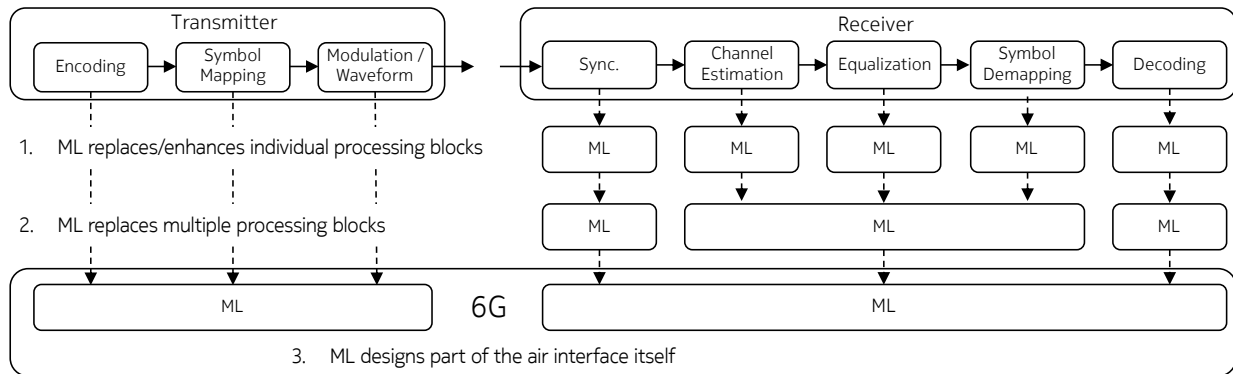 Transmitter
Receiver
Encoding
Symbol
Mapping
Modulation /
Waveform
Sync.
Channel
Estimation
Equalization
Symbol
Demapping
Decoding
1. ML replaces/enhances individual processing blocks
ML
ML
ML
ML
ML
2. ML replaces multiple processing blocks
ML
ML
ML
ML
6G
ML
3. ML designs part of the air interface itself